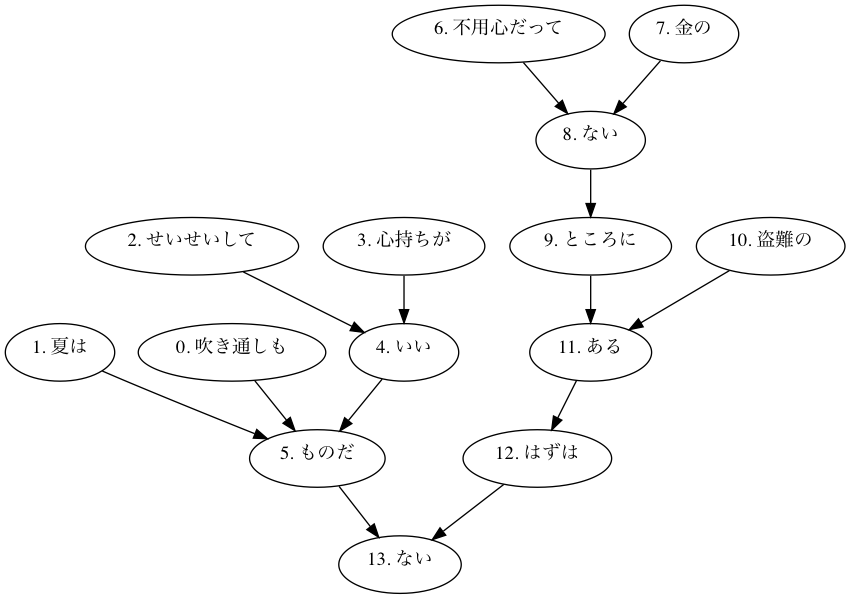 6. 不用心だって
7. 金の
8. ない
2. せいせいして
3. 心持ちが
9. ところに
10. 盗難の
1. 夏は
0. 吹き通しも
4. いい
11. ある
5. ものだ
12. はずは
13. ない